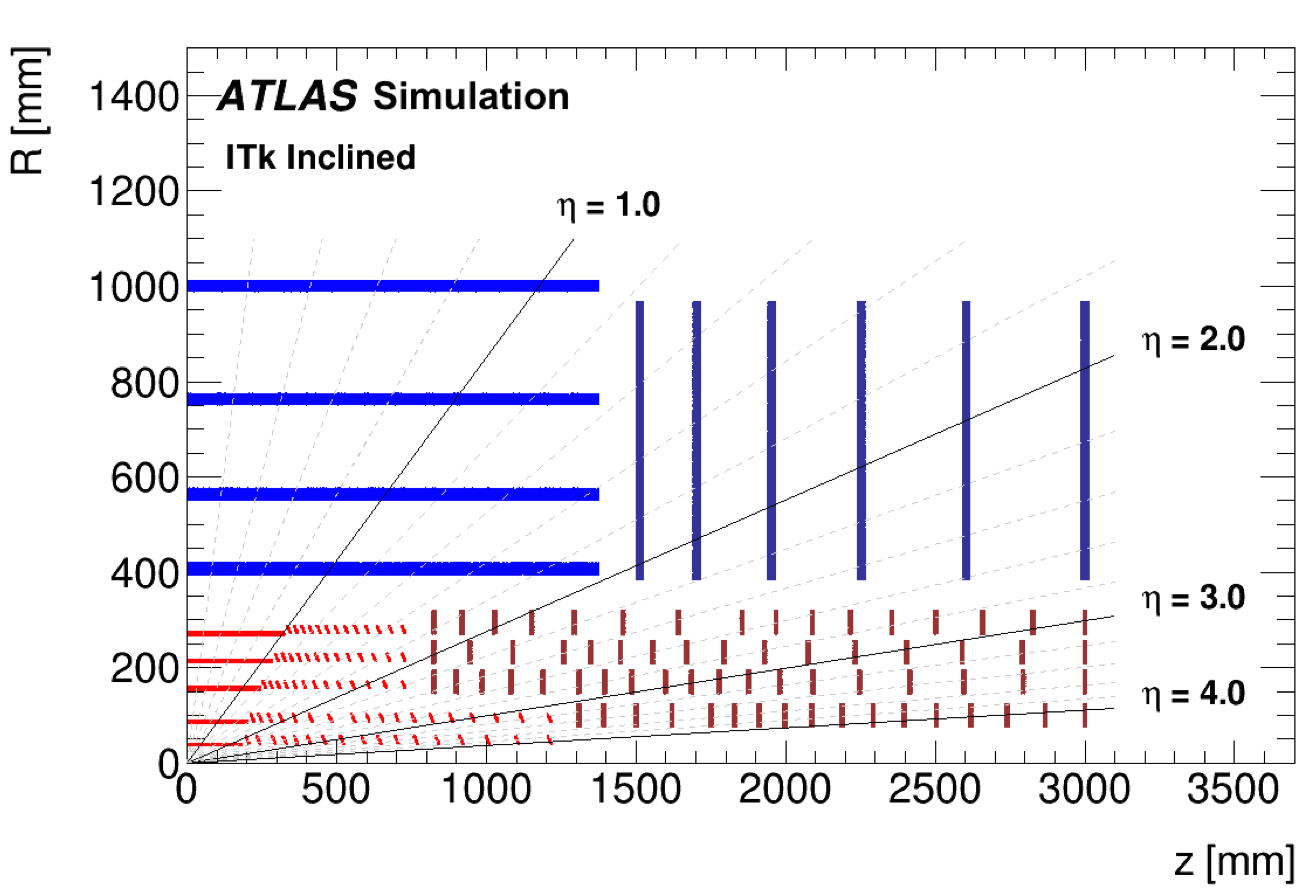 R [mm]
1400
ATLAS Simulation
ITk Inclined
1200
η = 1.0
1000
800
η = 2.0
600
400
η = 3.0
200
η = 4.0
0
0 500 1000 1500 2000 2500 3000 3500
z [mm]